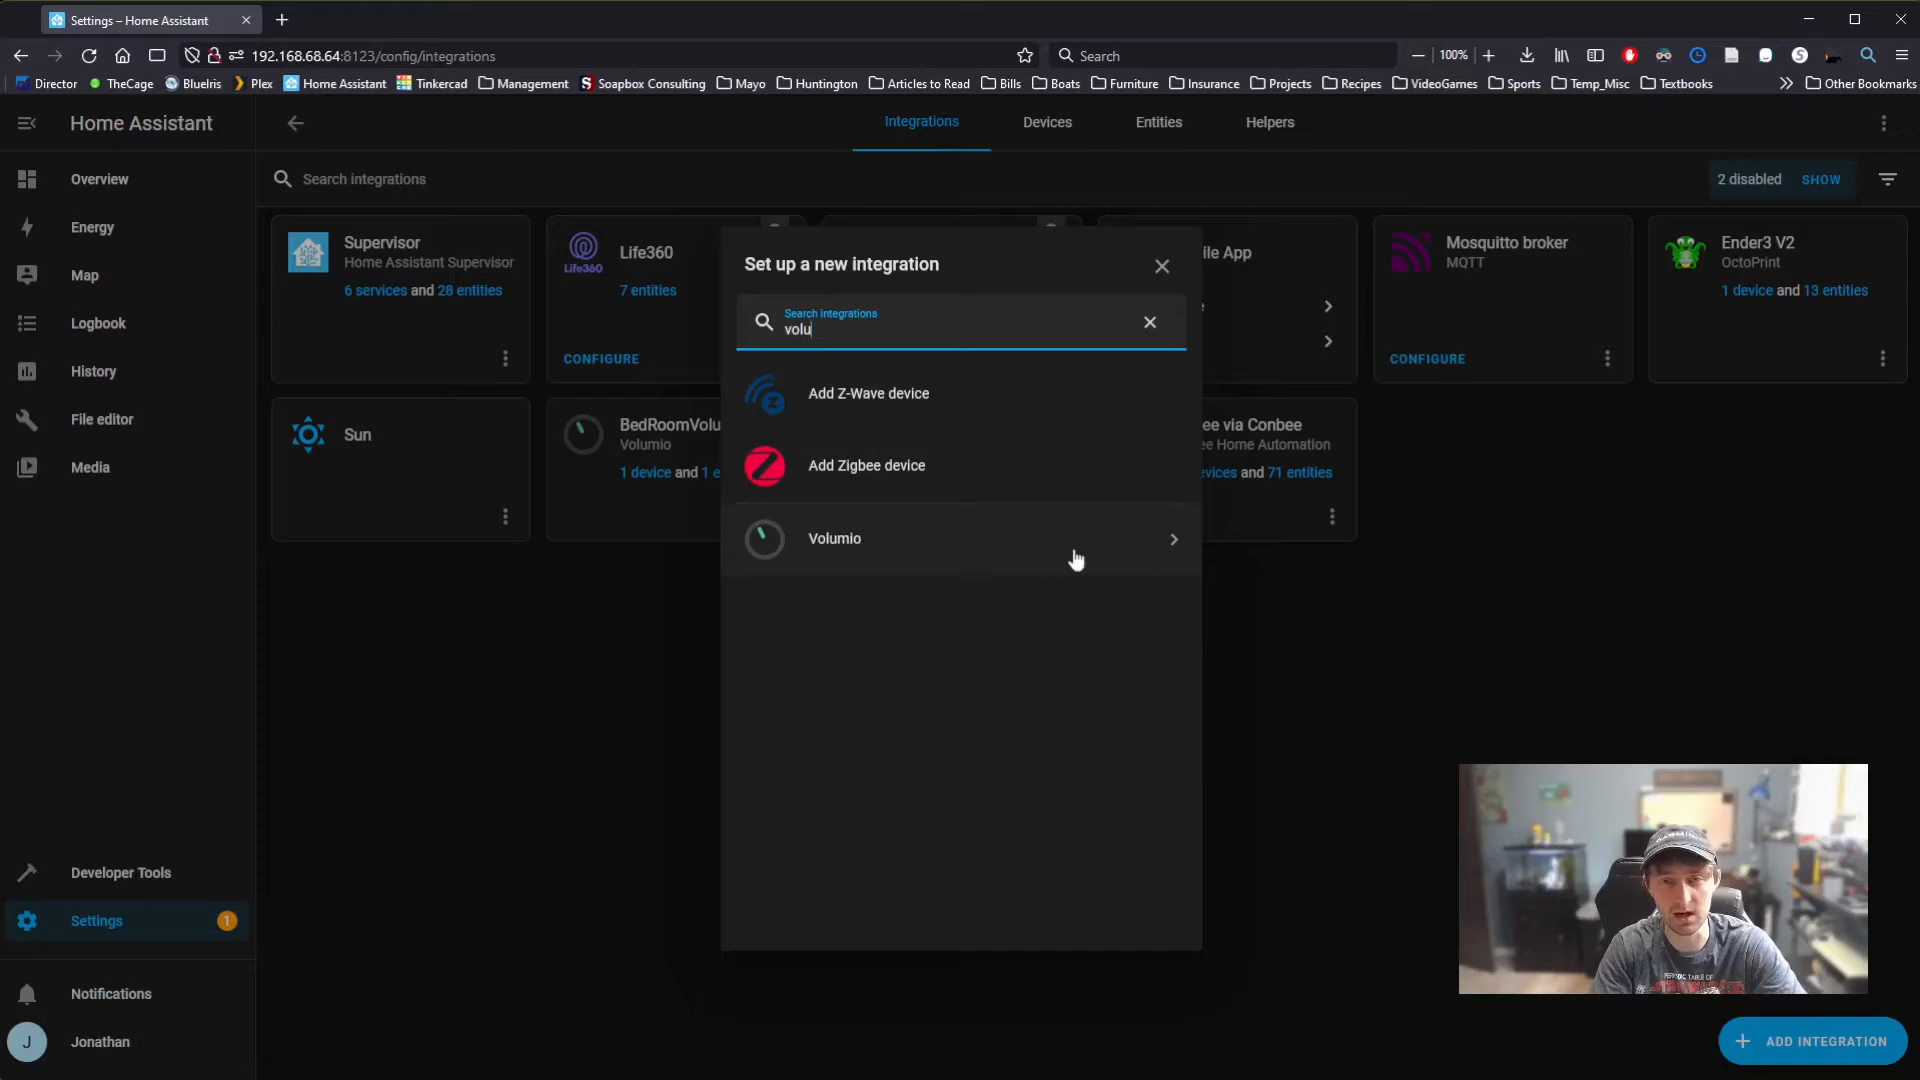 Settings – Home Assistant
192.168.68.64:8123/config/integrations
Search
100%
Director
TheCage
BlueIris
Plex
Home Assistant
Tinkercad
Management
Soapbox Consulting
Mayo
Huntington
Articles to Read
Bills
Boats
Furniture
Insurance
Projects
Recipes
VideoGames
Sports
Temp_Misc
Textbooks
Other Bookmarks
Home Assistant
Integrations
Devices
Entities
Helpers
Overview
Energy
Map
Logbook
History
File editor
Media
Developer Tools
Settings
1
Notifications
J
Jonathan
Search integrations
2 disabled
SHOW
Supervisor
Home Assistant Supervisor
6 services and 28 entities
Life360
Life360
7 entities
CONFIGURE
ile App
Mosquitto broker
MQTT
CONFIGURE
Ender3 V2
OctoPrint
1 device and 13 entities
Sun
BedRoomVolu
Volumio
1 device and 1 e
ee via Conbee
ee Home Automation
evices and 71 entities
Set up a new integration
Search integrations
volu
Add Z-Wave device
Add Zigbee device
Volumio
PERIODIC TABLE OF
ADD INTEGRATION